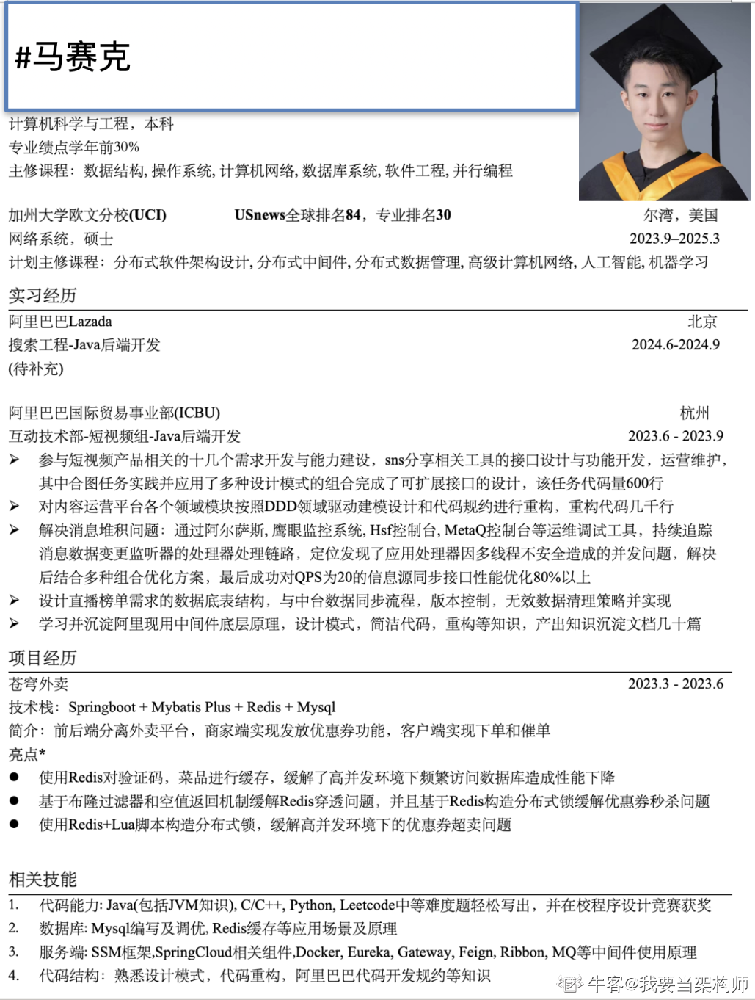 #马赛克
计算机科学与工程，本科
专业绩点学年前30%
主修课程：数据结构, 操作系统, 计算机网络, 数据库系统, 软件工程, 并行编程
加州大学欧文分校(UCI) USnews全球排名84，专业排名30 尔湾，美国
网络系统，硕士 2023.9–2025.3
计划主修课程：分布式软件架构设计, 分布式中间件, 分布式数据管理, 高级计算机网络, 人工智能, 机器学习
实习经历
阿里巴巴Lazada 北京
搜索工程-Java后端开发 2024.6-2024.9
(待补充)
阿里巴巴国际贸易事业部(ICBU) 杭州
互动技术部-短视频组-Java后端开发 2023.6 - 2023.9
➢ 参与短视频产品相关的十几个需求开发与能力建设，sns分享相关工具的接口设计与功能开发，运营维护，
其中合图任务实践并应用了多种设计模式的组合完成了可扩展接口的设计，该任务代码量600行
➢ 对内容运营平台各个领域模块按照DDD领域驱动建模设计和代码规约进行重构，重构代码几千行
➢ 解决消息堆积问题：通过阿尔萨斯, 鹰眼监控系统, Hsf控制台, MetaQ控制台等运维调试工具，持续追踪
消息数据变更监听器的处理器处理链路，定位发现了应用处理器因多线程不安全造成的并发问题，解决
后结合多种组合优化方案，最后成功对QPS为20的信息源同步接口性能优化80%以上
➢ 设计直播榜单需求的数据底表结构，与中台数据同步流程，版本控制，无效数据清理策略并实现
➢ 学习并沉淀阿里现用中间件底层原理，设计模式，简洁代码，重构等知识，产出知识沉淀文档几十篇
项目经历
苍穹外卖 2023.3 - 2023.6
技术栈：Springboot + Mybatis Plus + Redis + Mysql
简介：前后端分离外卖平台，商家端实现发放优惠券功能，客户端实现下单和催单
亮点*
● 使用Redis对验证码，菜品进行缓存，缓解了高并发环境下频繁访问数据库造成性能下降
● 基于布隆过滤器和空值返回机制缓解Redis穿透问题，并且基于Redis构造分布式锁缓解优惠券秒杀问题
● 使用Redis+Lua脚本构造分布式锁，缓解高并发环境下的优惠券超卖问题
相关技能
1. 代码能力: Java(包括JVM知识), C/C++, Python, Leetcode中等难度题轻松写出，并在校程序设计竞赛获奖
2. 数据库: Mysql编写及调优, Redis缓存等应用场景及原理
3. 服务端: SSM框架,SpringCloud相关组件,Docker, Eureka, Gateway, Feign, Ribbon, MQ等中间件使用原理
4. 代码结构：熟悉设计模式，代码重构，阿里巴巴代码开发规约等知识
牛客@我要当架构师